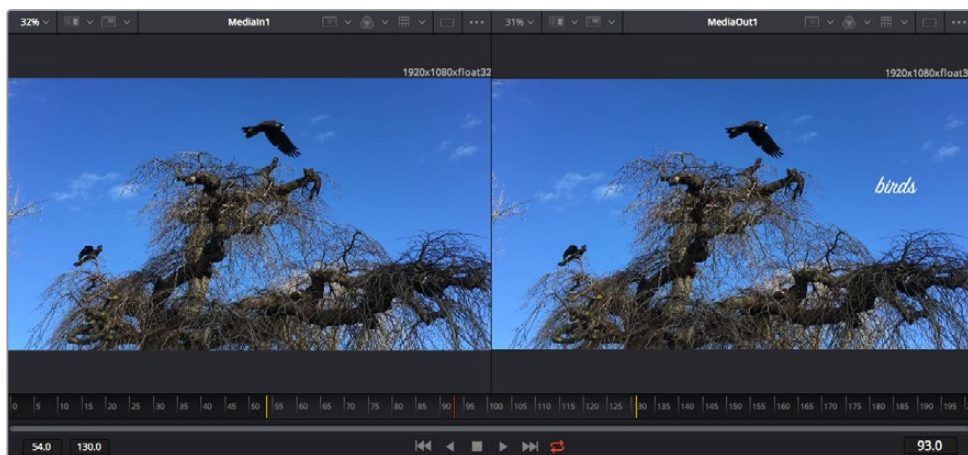 32% MediaIn1 31% MediaOut1
1920x1080xfloat32 1920x1080xfloat3
birds
0 5 10 15 20 25 30 35 40 45 50 55 60 65 70 75 80 85 90 95 100 105 110 115 120 125 130 135 140 145 150 155 160 165 170 175 180 185 190 195
54.0 130.0 93.0